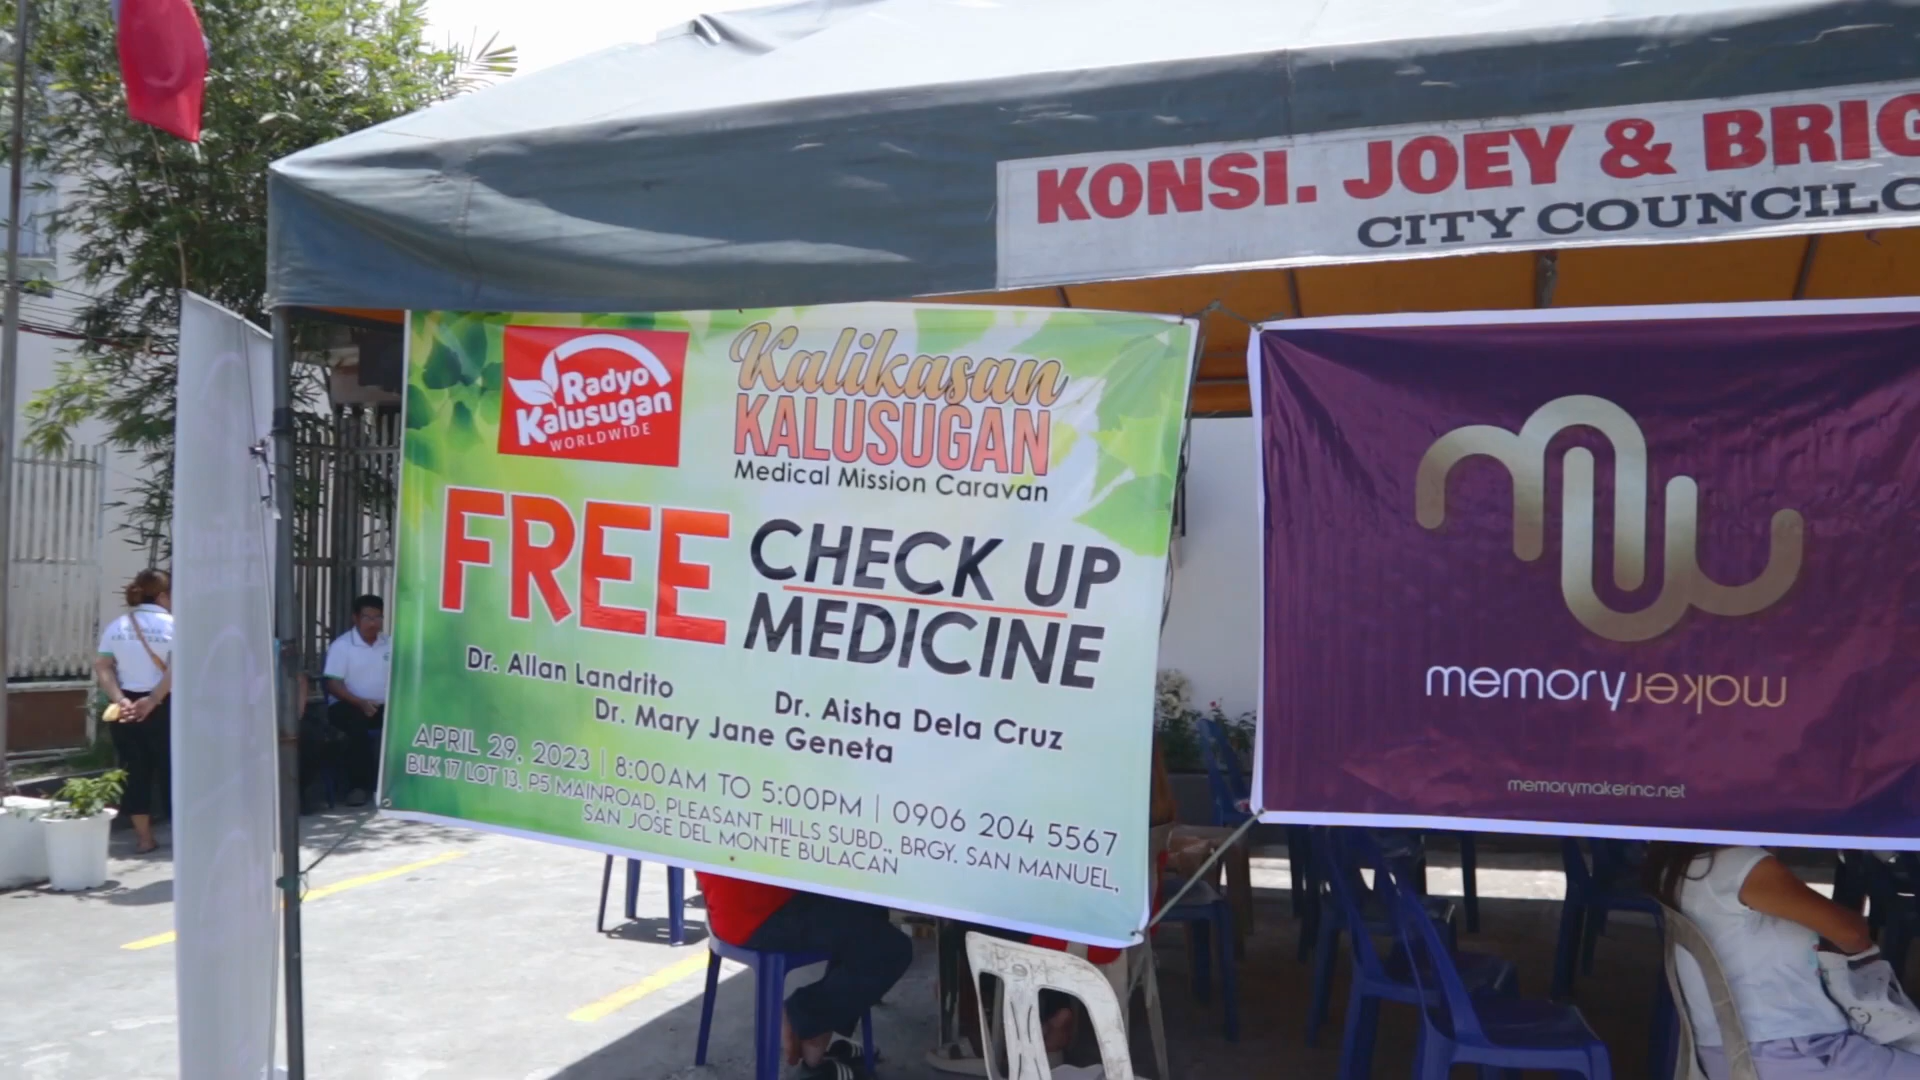 KONSI. JOEY & BRIG
CITY COUNCILO
Radyo
Kalusugan
WORLDWIDE
Kalikasan
KALUSUGAN
Medical Mission Caravan
FREE
CHECK UP
MEDICINE
Dr. Allan Landrito
Dr. Aisha Dela Cruz
Dr. Mary Jane Geneta
APRIL 29, 2023 | 8:00AM TO 5:00PM | 0906 204 5567
BLK 17 LOT 13, P5 MAINROAD, PLEASANT HILLS SUBD., BRGY. SAN MANUEL,
SAN JOSE DEL MONTE BULACAN
memorymaker
memorymakerinc.net